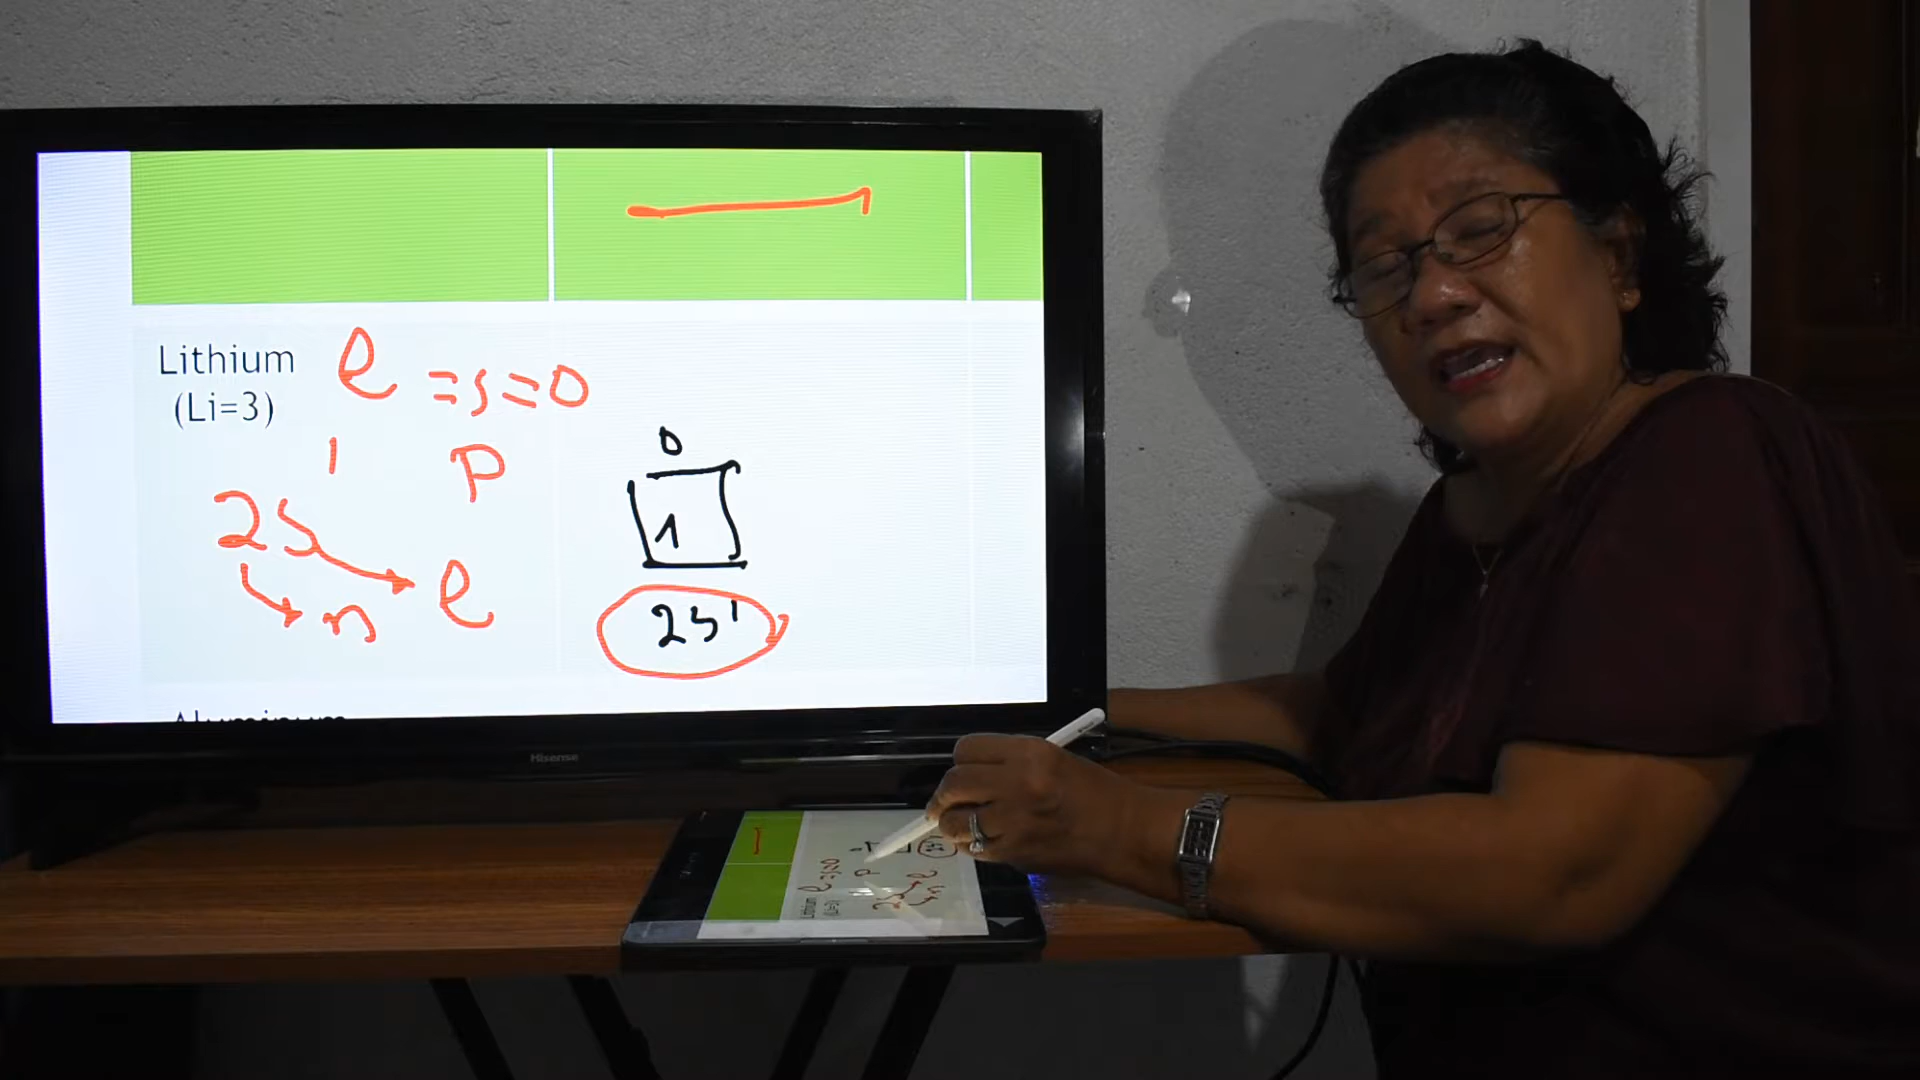 Lithium
(Li=3)
l = s = 0
1 p
2s
n l
0
1
2s¹
Hisense